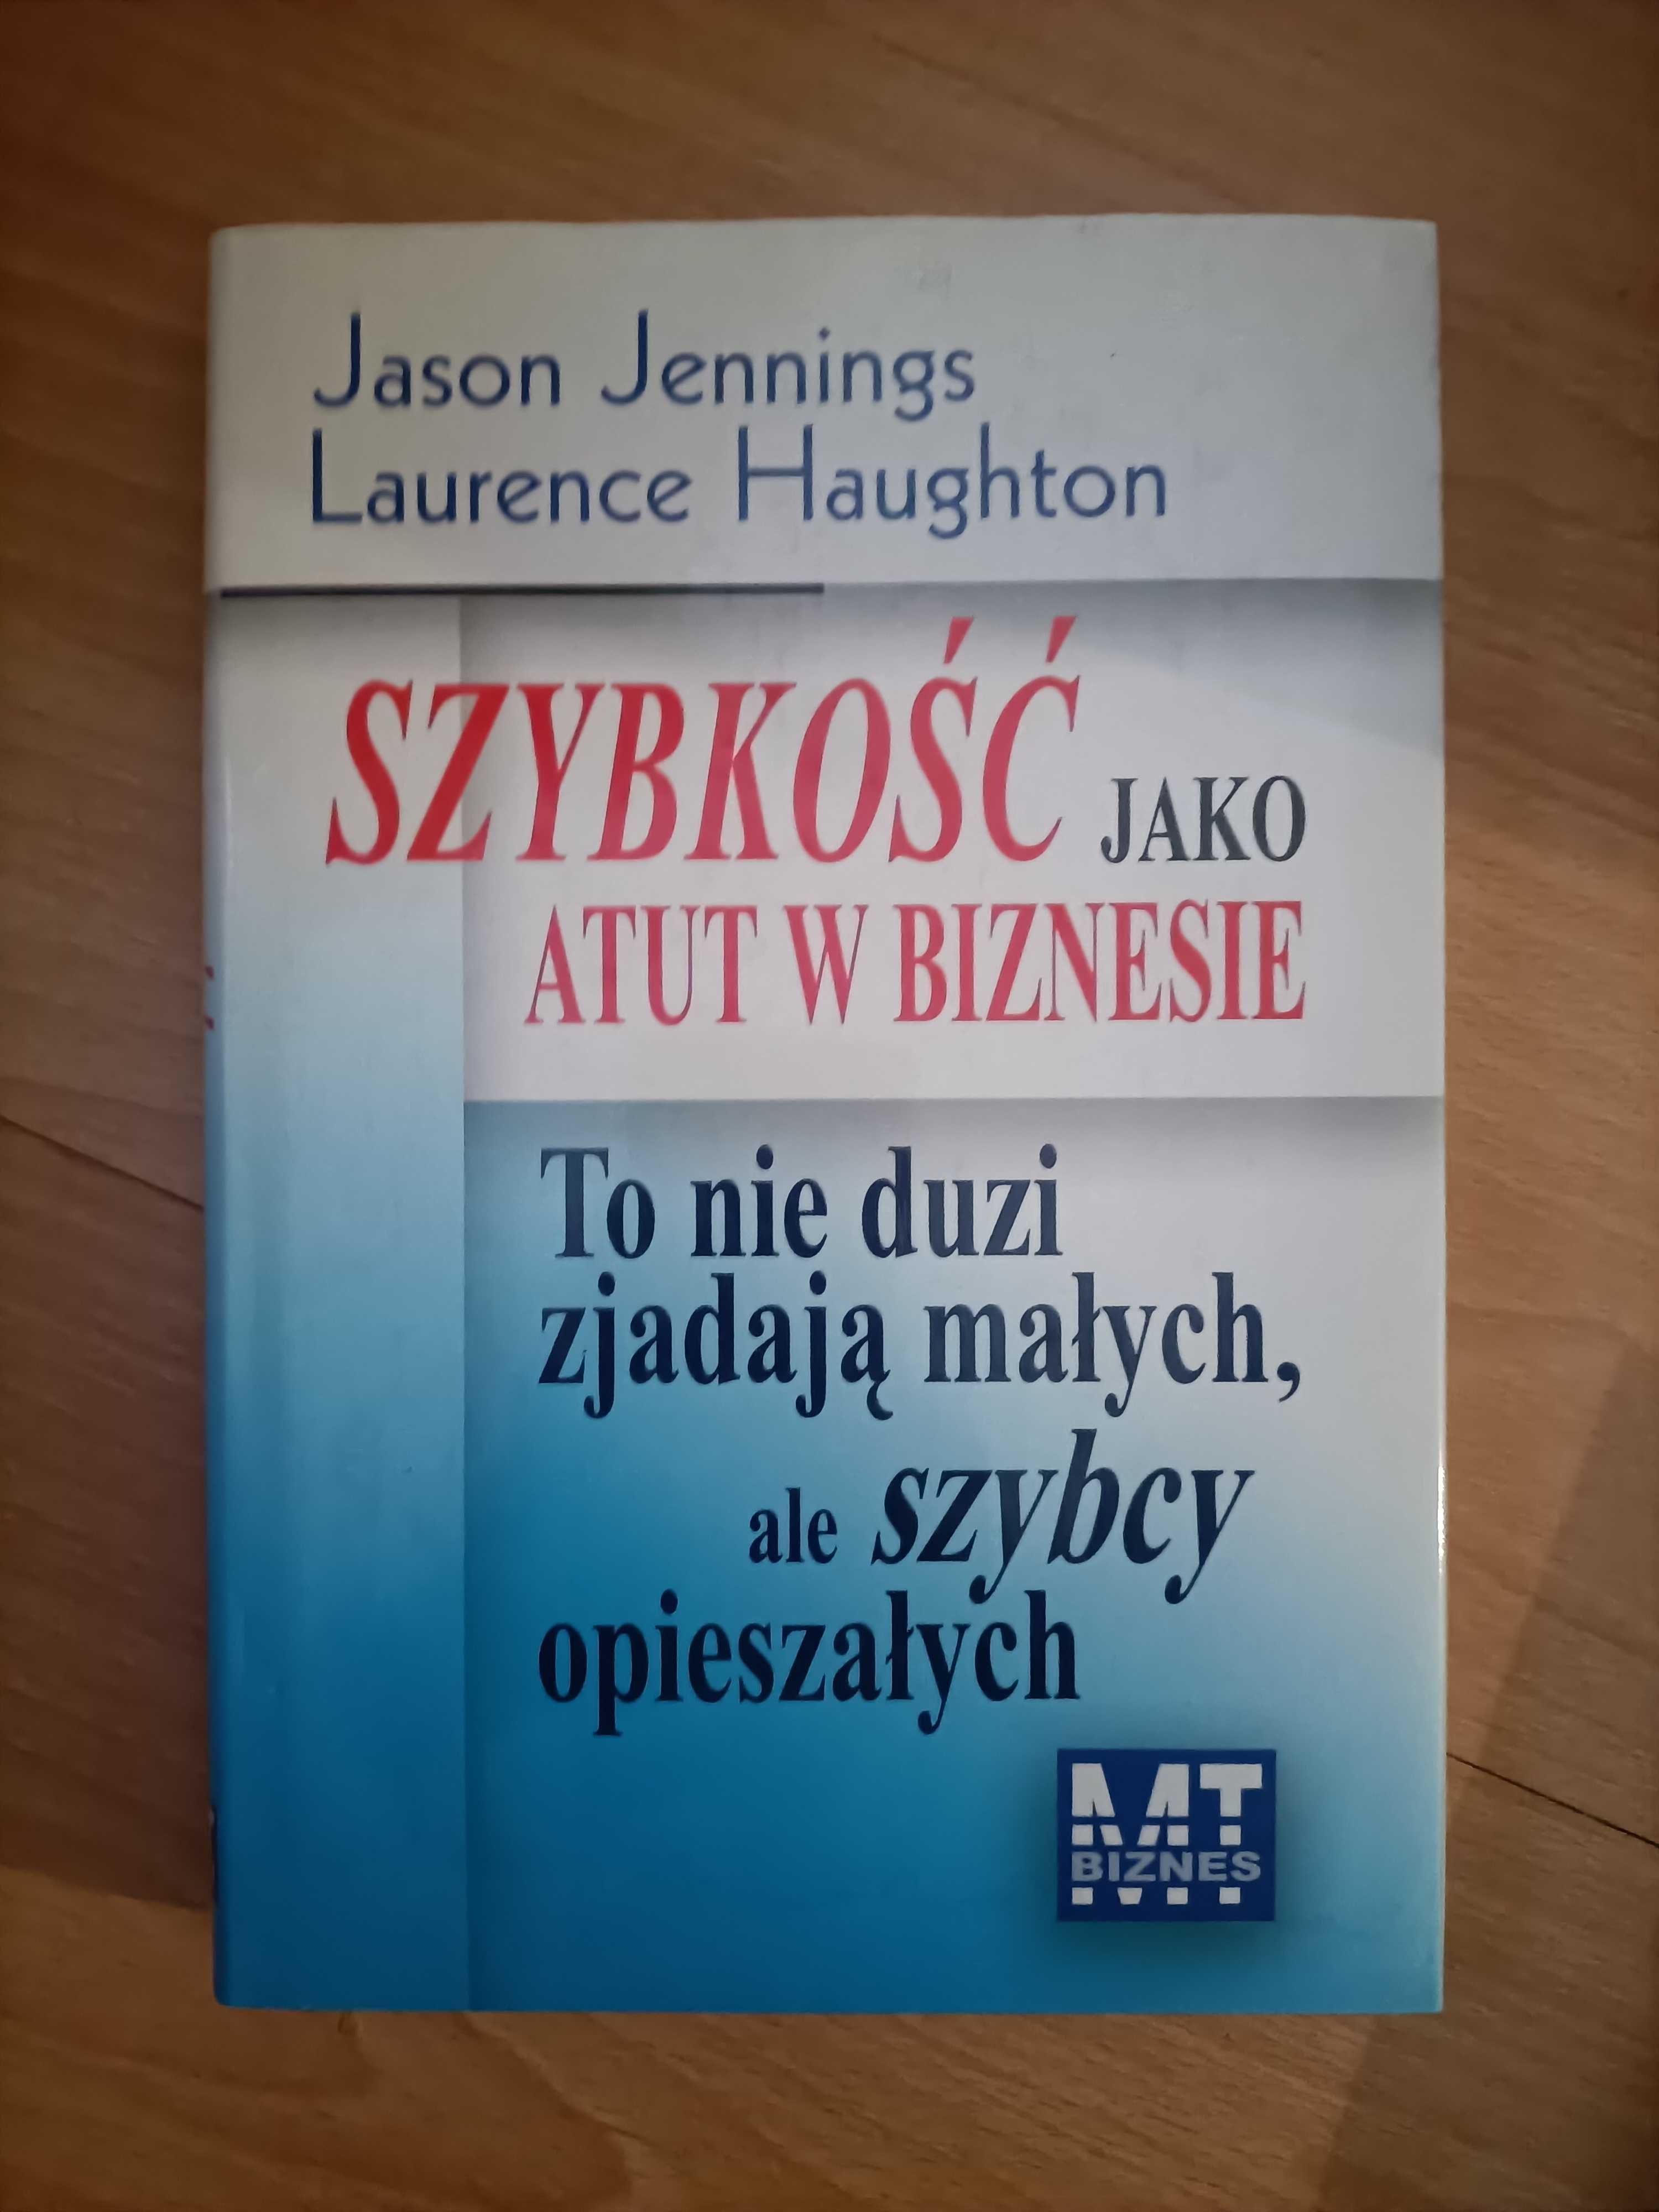 Jason Jennings
Laurence Haughton
SZYBKOŚĆ JAKO
ATUT W BIZNESIE
To nie duzi
zjadają małych,
ale szybcy
opieszałych
MT
BIZNES